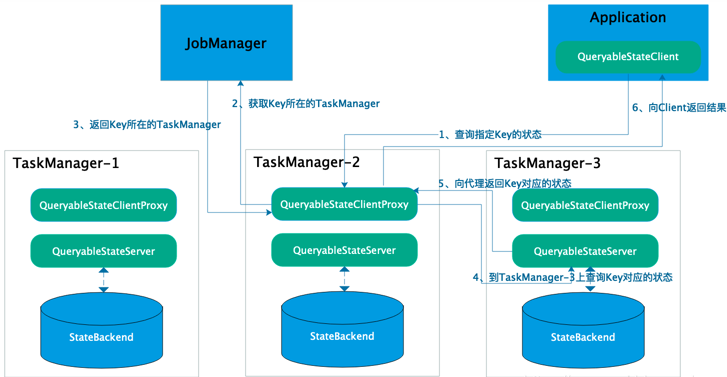 JobManager
Application
QueryableStateClient
2、获取Key所在的TaskManager
6、向Client返回结果
3、返回Key所在的TaskManager
1、查询指定Key的状态
TaskManager-1
TaskManager-2
TaskManager-3
5、向代理返回Key对应的状态
QueryableStateClientProxy
QueryableStateClientProxy
QueryableStateClientProxy
QueryableStateServer
QueryableStateServer
QueryableStateServer
4、到TaskManager-3上查询Key对应的状态
StateBackend
StateBackend
StateBackend